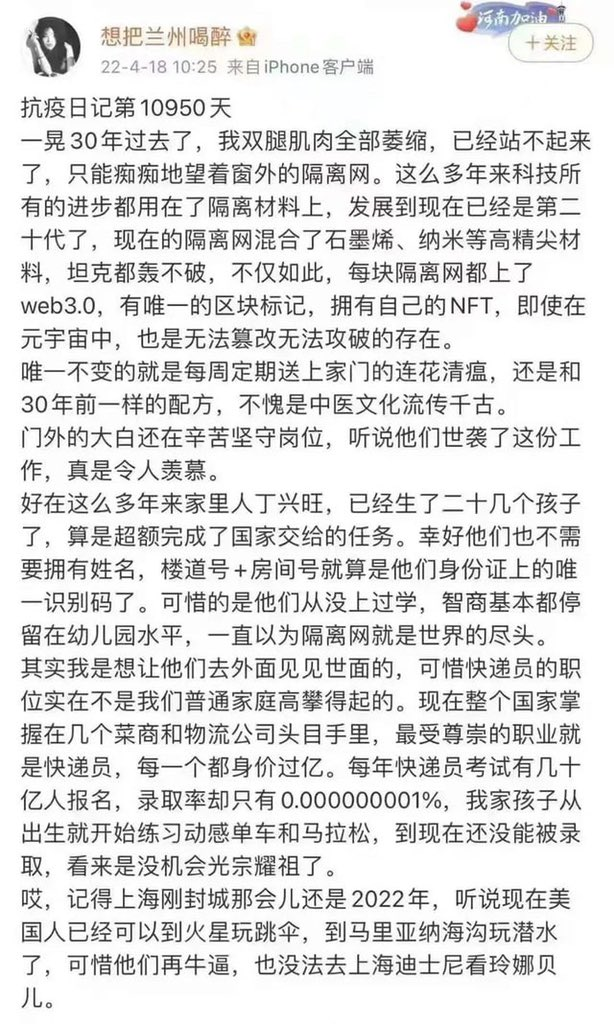 想把兰州喝醉
河南加油
+关注
22-4-18 10:25 来自iPhone客户端
抗疫日记第10950天
一晃30年过去了，我双腿肌肉全部萎缩，已经站不起来
了，只能痴痴地望着窗外的隔离网。这么多年来科技所
有的进步都用在了隔离材料上，发展到现在已经是第二
十代了，现在的隔离网混合了石墨烯、纳米等高精尖材
料，坦克都轰不破，不仅如此，每块隔离网都上了
web3.0，有唯一的区块标记，拥有自己的NFT，即使在
元宇宙中，也是无法篡改无法攻破的存在。
唯一不变的就是每周定期送上家门的连花清瘟，还是和
30年前一样的配方，不愧是中医文化流传千古。
门外的大白还在辛苦坚守岗位，听说他们世袭了这份工
作，真是令人羡慕。
好在这么多年来家里人丁兴旺，已经生了二十几个孩子
了，算是超额完成了国家交给的任务。幸好他们也不需
要拥有姓名，楼道号+房间号就算是他们身份证上的唯
一识别码了。可惜的是他们从没上过学，智商基本都停
留在幼儿园水平，一直以为隔离网就是世界的尽头。
其实我是想让他们去外面见见世面的，可惜快递员的职
位实在不是我们普通家庭高攀得起的。现在整个国家掌
握在几个菜商和物流公司头目手里，最受尊崇的职业就
是快递员，每一个都身价过亿。每年快递员考试有几十
亿人报名，录取率却只有0.000000001%，我家孩子从
出生就开始练习动感单车和马拉松，到现在还没能被录
取，看来是没机会光宗耀祖了。
哎，记得上海刚封城那会儿还是2022年，听说现在美
国人已经可以到火星玩跳伞，到马里亚纳海沟玩潜水
了，可惜他们再牛逼，也没法去上海迪士尼看玲娜贝
儿。